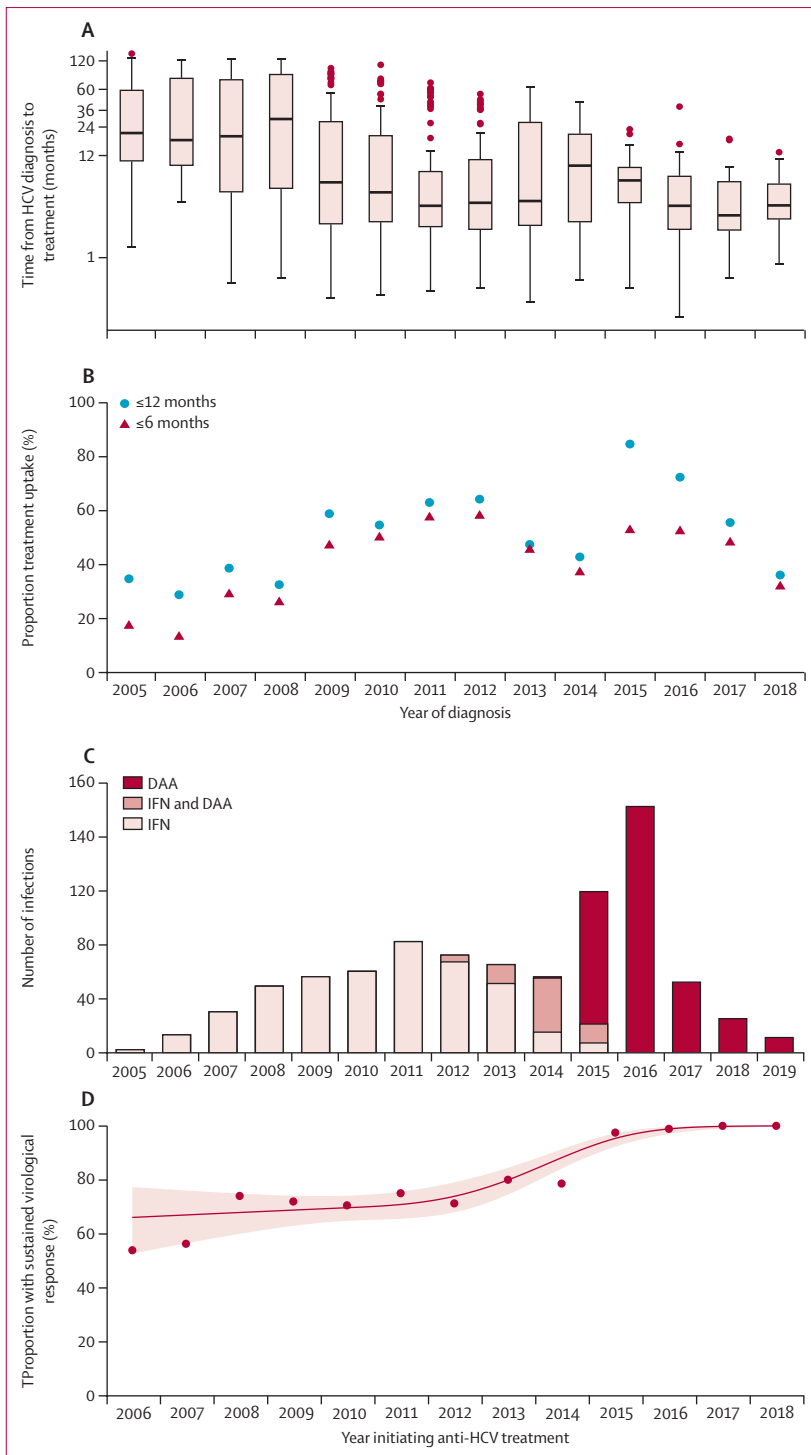 A
Time from HCV diagnosis to
treatment (months)
120
60
36
24
12
1
B
Proportion treatment uptake (%)
≤12 months
≤6 months
100
80
60
40
20
0
2005 2006 2007 2008 2009 2010 2011 2012 2013 2014 2015 2016 2017 2018
Year of diagnosis
C
Number of infections
DAA
IFN and DAA
IFN
160
140
120
80
40
0
2005 2006 2007 2008 2009 2010 2011 2012 2013 2014 2015 2016 2017 2018 2019
D
TProportion with sustained virological
response (%)
100
80
60
40
20
0
2006 2007 2008 2009 2010 2011 2012 2013 2014 2015 2016 2017 2018
Year initiating anti-HCV treatment